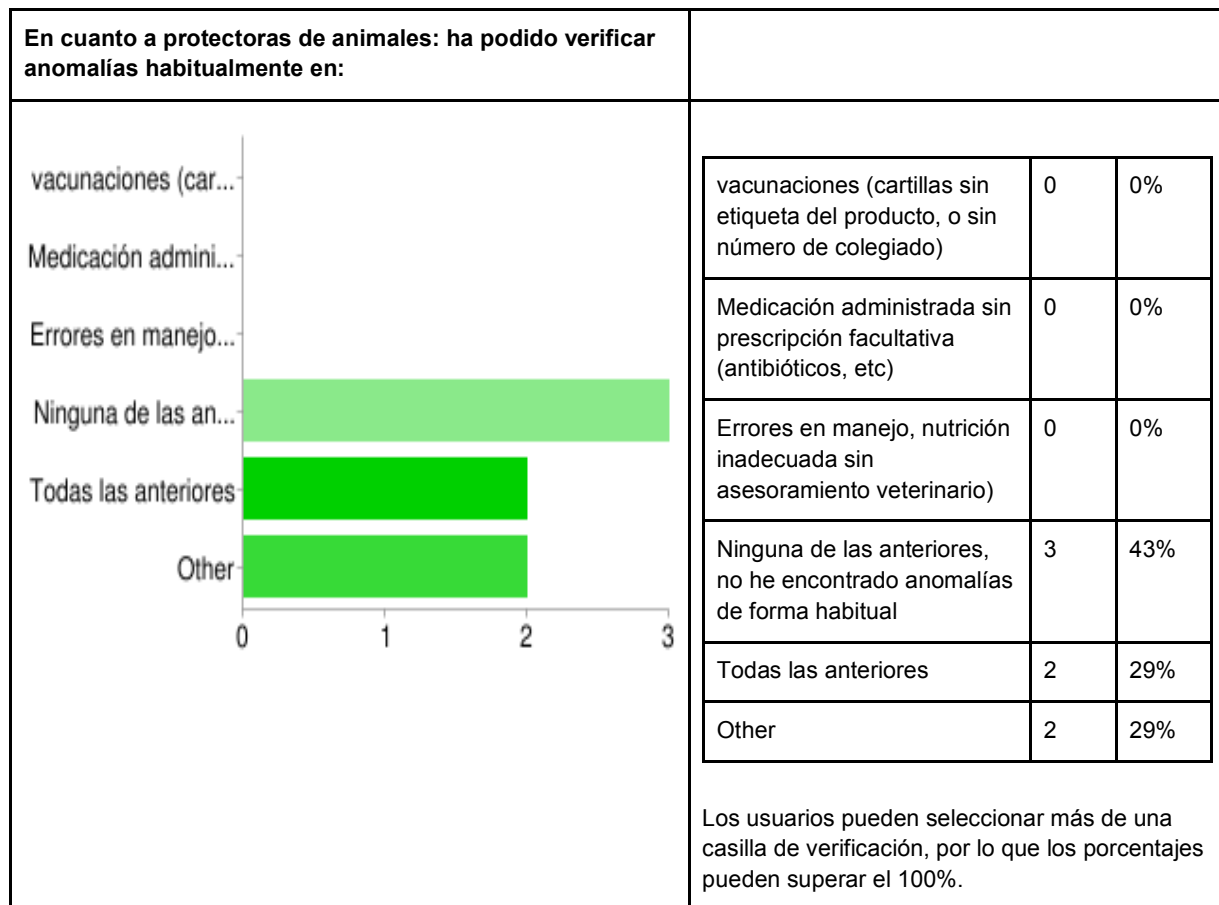 En cuanto a protectoras de animales: ha podido verificar
anomalías habitualmente en:
vacunaciones (car...
Medicación admini...
Errores en manejo...
Ninguna de las an...
Todas las anteriores
Other
0
1
2
3
vacunaciones (cartillas sin
etiqueta del producto, o sin
número de colegiado)
0
0%
Medicación administrada sin
prescripción facultativa
(antibióticos, etc)
0
0%
Errores en manejo, nutrición
inadecuada sin
asesoramiento veterinario)
0
0%
Ninguna de las anteriores,
no he encontrado anomalías
de forma habitual
3
43%
Todas las anteriores
2
29%
Other
2
29%
Los usuarios pueden seleccionar más de una
casilla de verificación, por lo que los porcentajes
pueden superar el 100%.